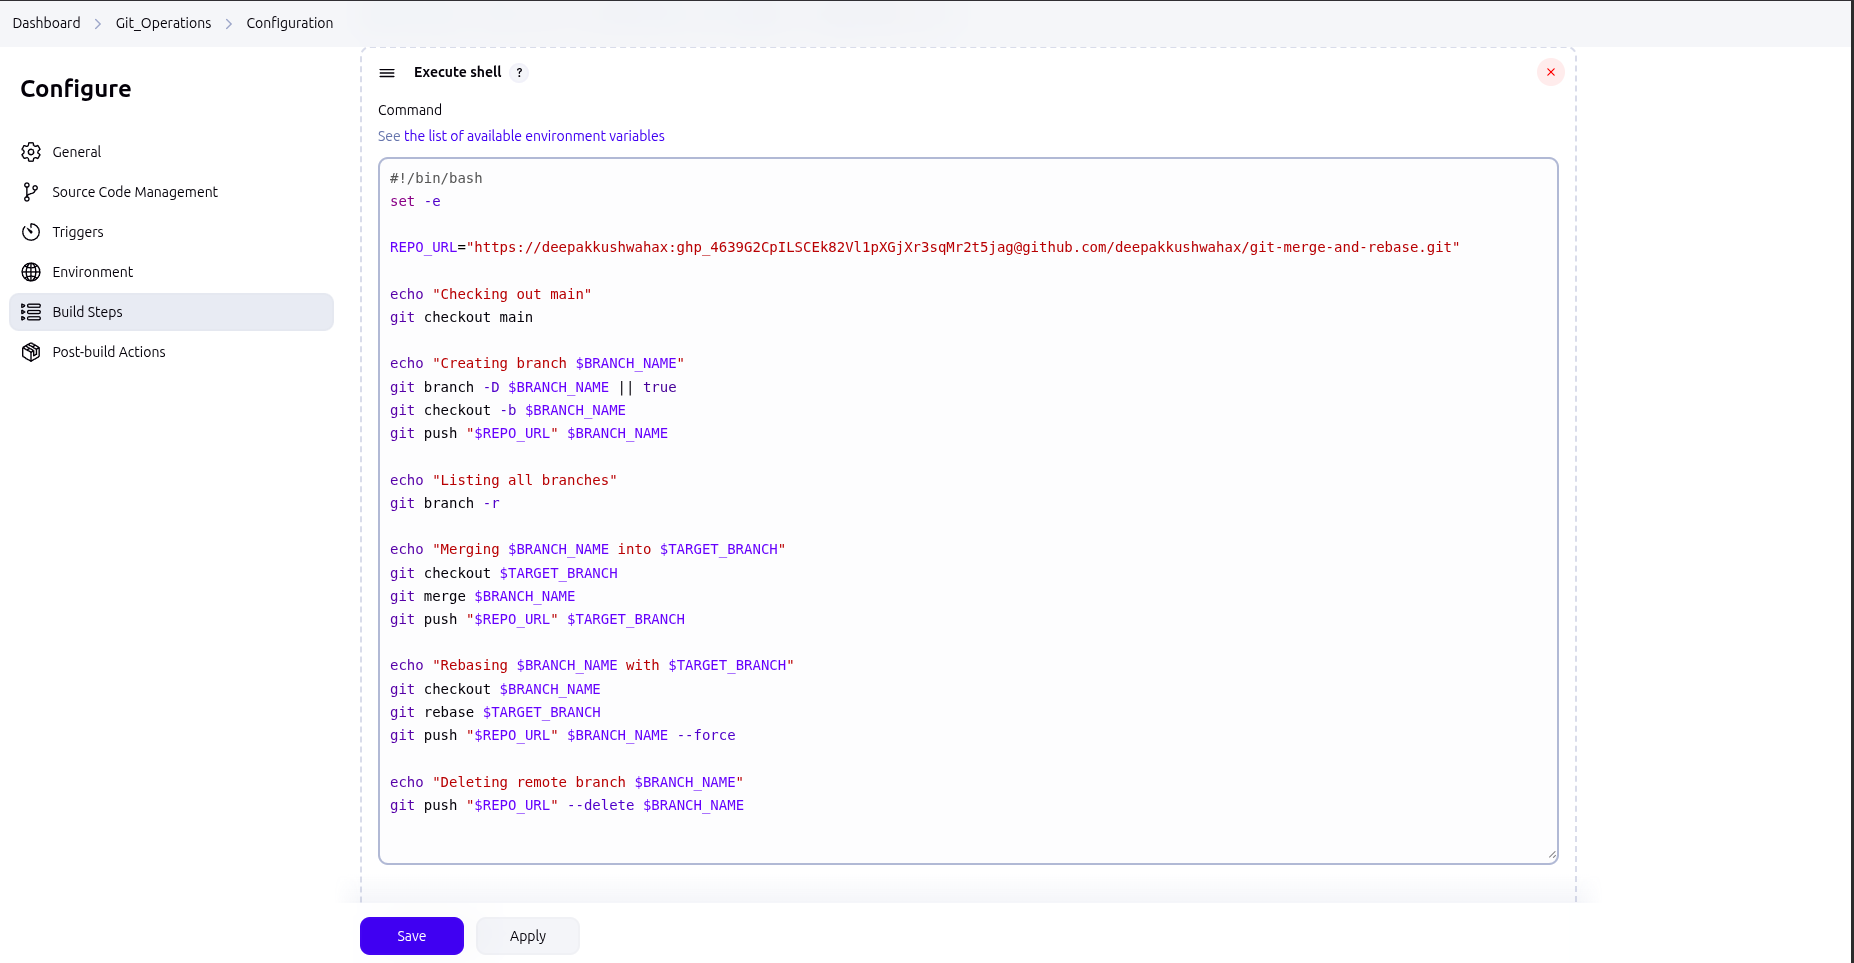 Dashboard > Git_Operations > Configuration
Configure
General
Source Code Management
Triggers
Environment
Build Steps
Post-build Actions
Execute shell ?
Command
See the list of available environment variables
#!/bin/bash
set -e
REPO_URL="https://deepakkushwahax: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@github.com/deepakkushwahax/git-merge-and-rebase.git"
echo "Checking out main"
git checkout main
echo "Creating branch $BRANCH_NAME"
git branch -D $BRANCH_NAME || true
git checkout -b $BRANCH_NAME
git push "$REPO_URL" $BRANCH_NAME
echo "Listing all branches"
git branch -r
echo "Merging $BRANCH_NAME into $TARGET_BRANCH"
git checkout $TARGET_BRANCH
git merge $BRANCH_NAME
git push "$REPO_URL" $TARGET_BRANCH
echo "Rebasing $BRANCH_NAME with $TARGET_BRANCH"
git checkout $BRANCH_NAME
git rebase $TARGET_BRANCH
git push "$REPO_URL" $BRANCH_NAME --force
echo "Deleting remote branch $BRANCH_NAME"
git push "$REPO_URL" --delete $BRANCH_NAME
Save
Apply